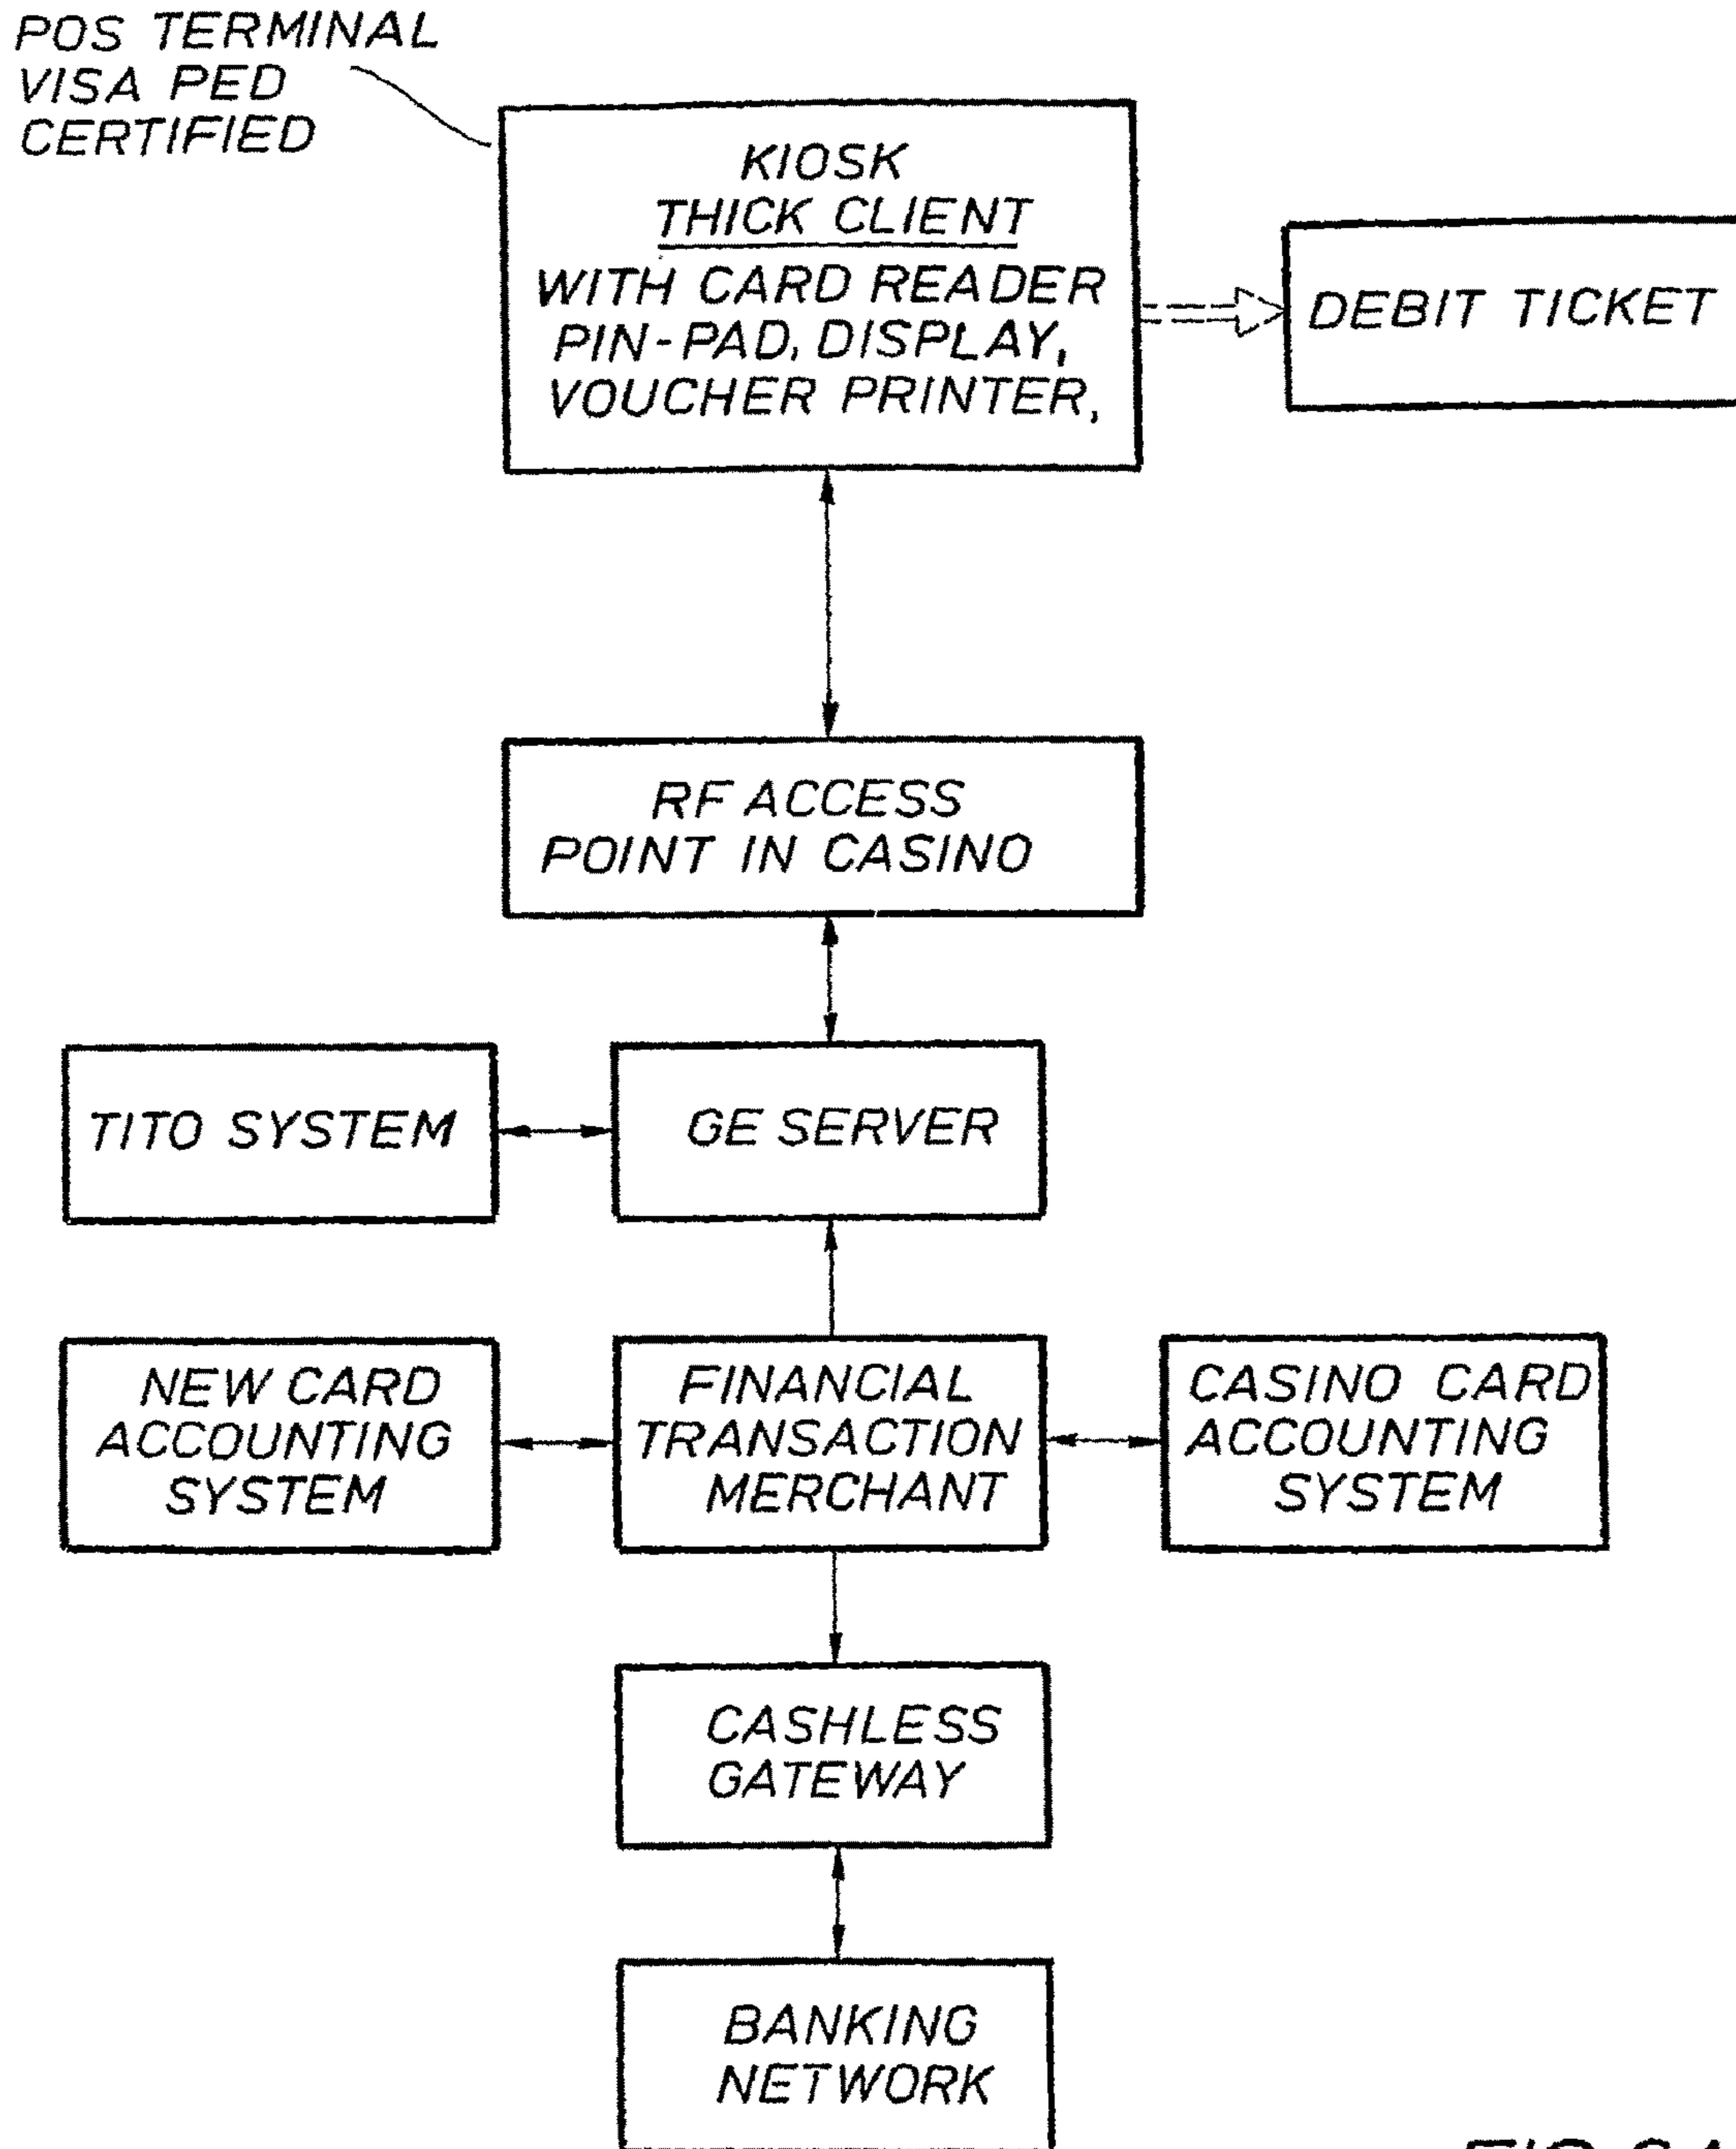 POS TERMINAL
VISA PED
CERTIFIED
KIOSK
THICK CLIENT
WITH CARD READER
PIN-PAD, DISPLAY,
VOUCHER PRINTER,
DEBIT TICKET
RF ACCESS
POINT IN CASINO
TITO SYSTEM
GE SERVER
NEW CARD
ACCOUNTING
SYSTEM
FINANCIAL
TRANSACTION
MERCHANT
CASINO CARD
ACCOUNTING
SYSTEM
CASHLESS
GATEWAY
BANKING
NETWORK